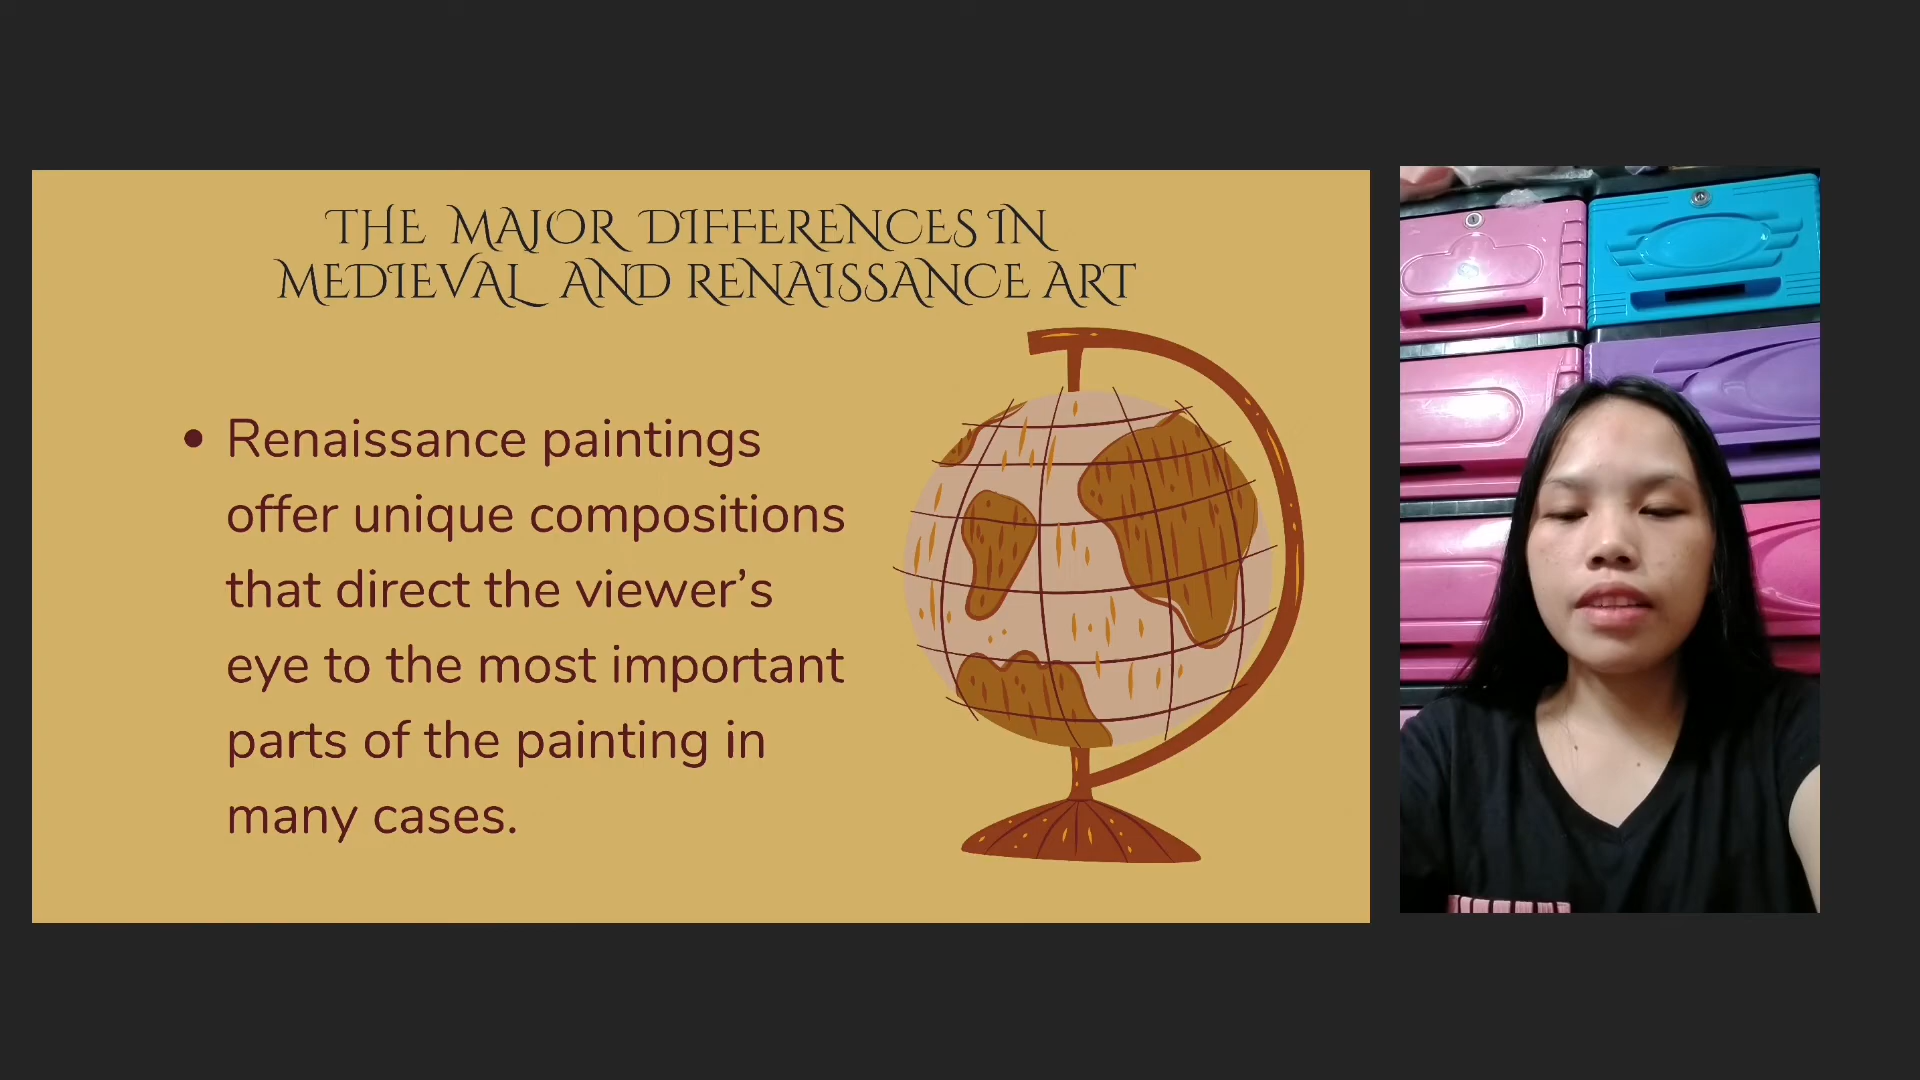 THE MAJOR DIFFERENCES IN
MEDIEVAL AND RENAISSANCE ART
• Renaissance paintings
offer unique compositions
that direct the viewer’s
eye to the most important
parts of the painting in
many cases.